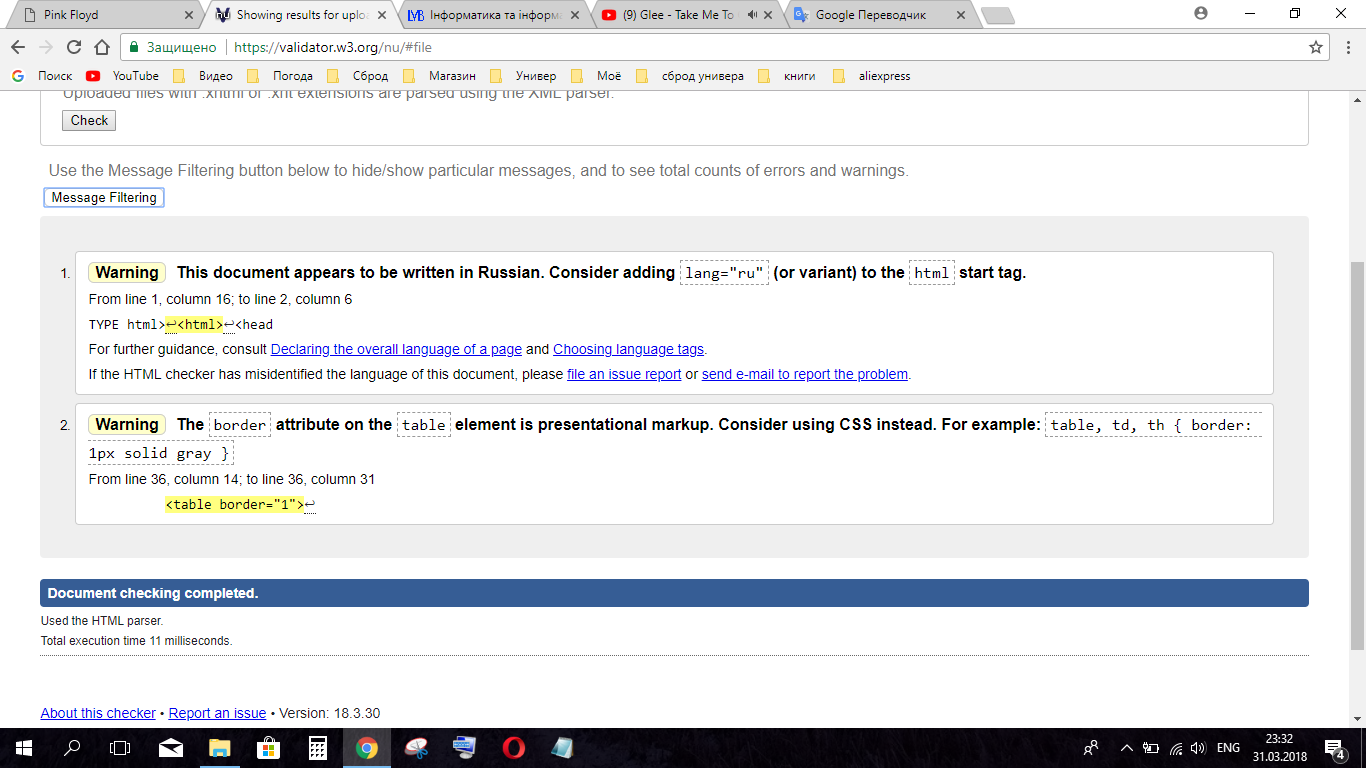 Pink Floyd
Showing results for uploa
Інформатика та інформ
(9) Glee - Take Me To
Google Переводчик
Защищено https://validator.w3.org/nu/#file
Поиск YouTube Видео Погода Сброд Магазин Универ Моё сброд универа книги aliexpress
Uploaded files with .xhtml or .xht extensions are parsed using the XML parser.
Check
Use the Message Filtering button below to hide/show particular messages, and to see total counts of errors and warnings.
Message Filtering
1. Warning This document appears to be written in Russian. Consider adding lang="ru" (or variant) to the html start tag.
From line 1, column 16; to line 2, column 6
TYPE html>↩<html>↩<head
For further guidance, consult Declaring the overall language of a page and Choosing language tags.
If the HTML checker has misidentified the language of this document, please file an issue report or send e-mail to report the problem.
2. Warning The border attribute on the table element is presentational markup. Consider using CSS instead. For example: table, td, th { border:
1px solid gray }
From line 36, column 14; to line 36, column 31
<table border="1">↩
Document checking completed.
Used the HTML parser.
Total execution time 11 milliseconds.
About this checker • Report an issue • Version: 18.3.30
ENG
23:32
31.03.2018
4